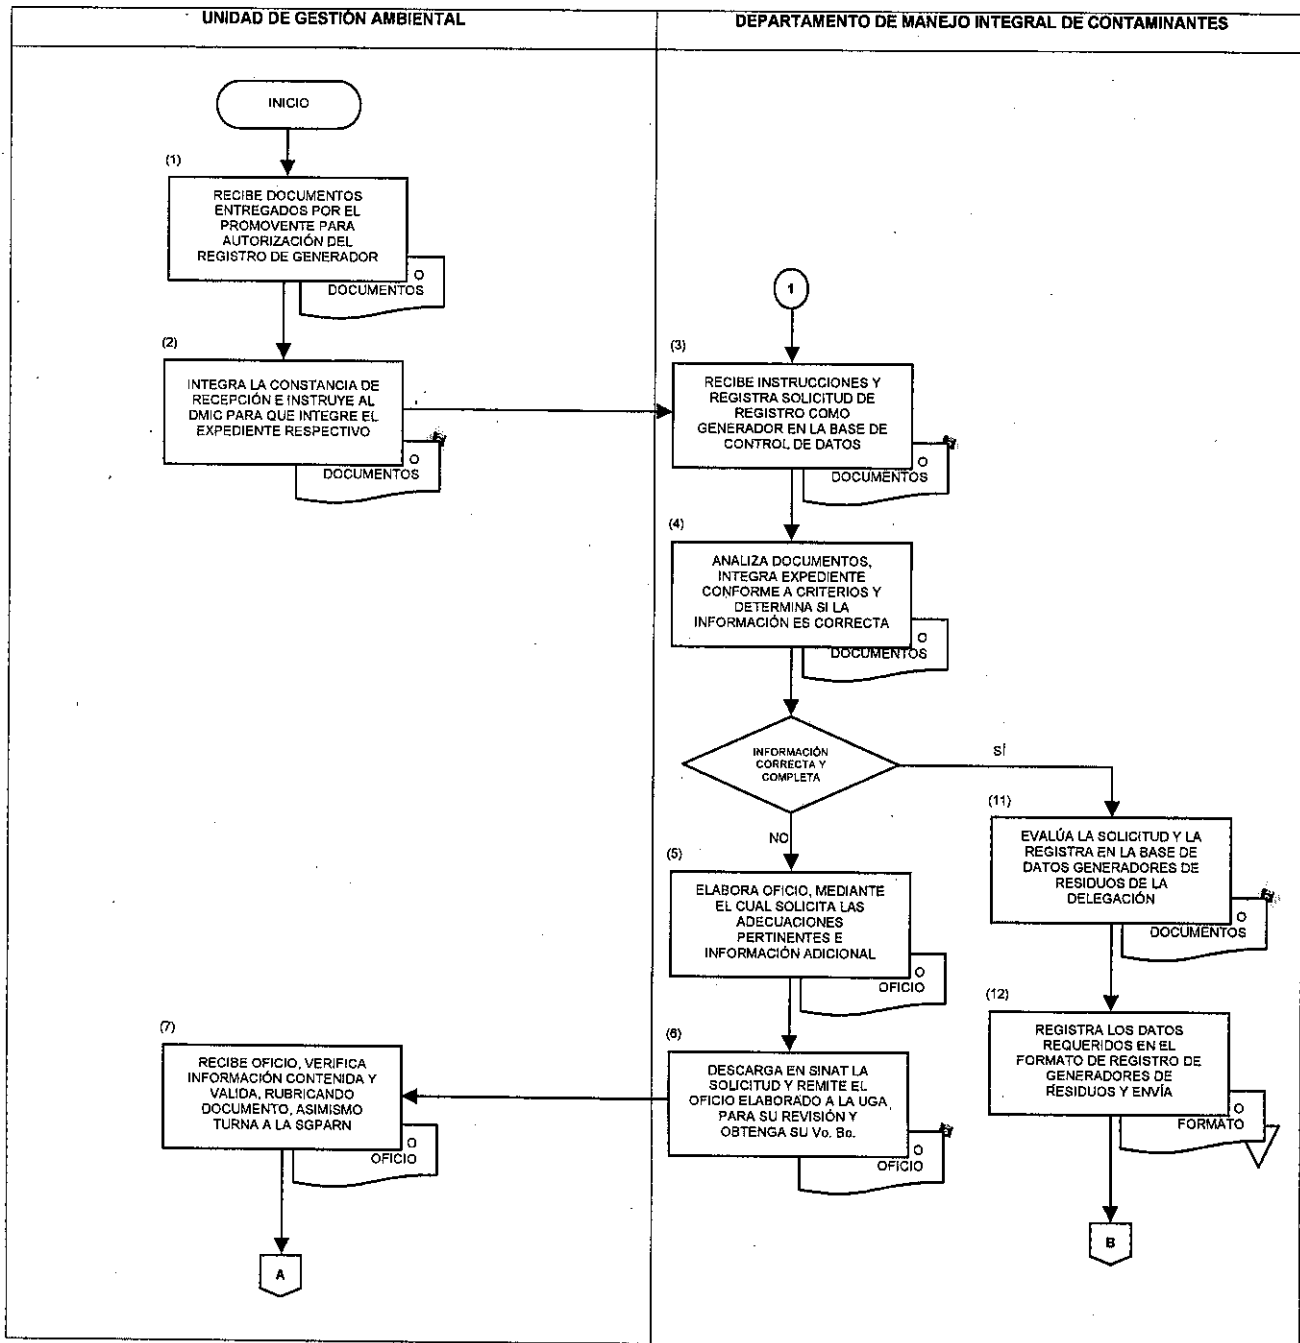 UNIDAD DE GESTIÓN AMBIENTAL
DEPARTAMENTO DE MANEJO INTEGRAL DE CONTAMINANTES
INICIO
(1)
RECIBE DOCUMENTOS
ENTREGADOS POR EL
PROMOVENTE PARA
AUTORIZACIÓN DEL
REGISTRO DE GENERADOR
O
DOCUMENTOS
(2)
INTEGRA LA CONSTANCIA DE
RECEPCIÓN E INSTRUYE AL
DMIC PARA QUE INTEGRE EL
EXPEDIENTE RESPECTIVO
O
DOCUMENTOS
1
(3)
RECIBE INSTRUCCIONES Y
REGISTRA SOLICITUD DE
REGISTRO COMO
GENERADOR EN LA BASE DE
CONTROL DE DATOS
O
DOCUMENTOS
(4)
ANALIZA DOCUMENTOS,
INTEGRA EXPEDIENTE
CONFORME A CRITERIOS Y
DETERMINA SI LA
INFORMACIÓN ES CORRECTA
O
DOCUMENTOS
INFORMACIÓN
CORRECTA Y
COMPLETA
SÍ
NO
(5)
ELABORA OFICIO, MEDIANTE
EL CUAL SOLICITA LAS
ADECUACIONES
PERTINENTES E
INFORMACIÓN ADICIONAL
O
OFICIO
(6)
DESCARGA EN SINAT LA
SOLICITUD Y REMITE EL
OFICIO ELABORADO A LA UGA,
PARA SU REVISIÓN Y
OBTENGA SU Vo. Bo.
O
OFICIO
(7)
RECIBE OFICIO, VERIFICA
INFORMACIÓN CONTENIDA Y
VALIDA, RUBRICANDO
DOCUMENTO, ASIMISMO
TURNA A LA SGPARN
O
OFICIO
A
(11)
EVALÚA LA SOLICITUD Y LA
REGISTRA EN LA BASE DE
DATOS GENERADORES DE
RESIDUOS DE LA
DELEGACIÓN
O
DOCUMENTOS
(12)
REGISTRA LOS DATOS
REQUERIDOS EN EL
FORMATO DE REGISTRO DE
GENERADORES DE
RESIDUOS Y ENVÍA
O
FORMATO
B